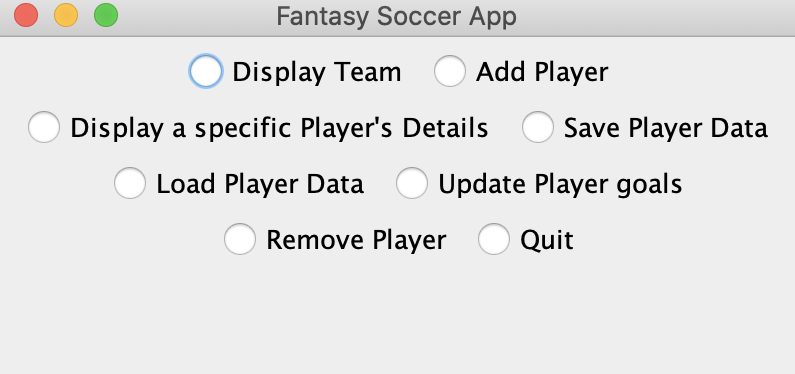 Fantasy Soccer App
Display Team Add Player
Display a specific Player's Details Save Player Data
Load Player Data Update Player goals
Remove Player Quit